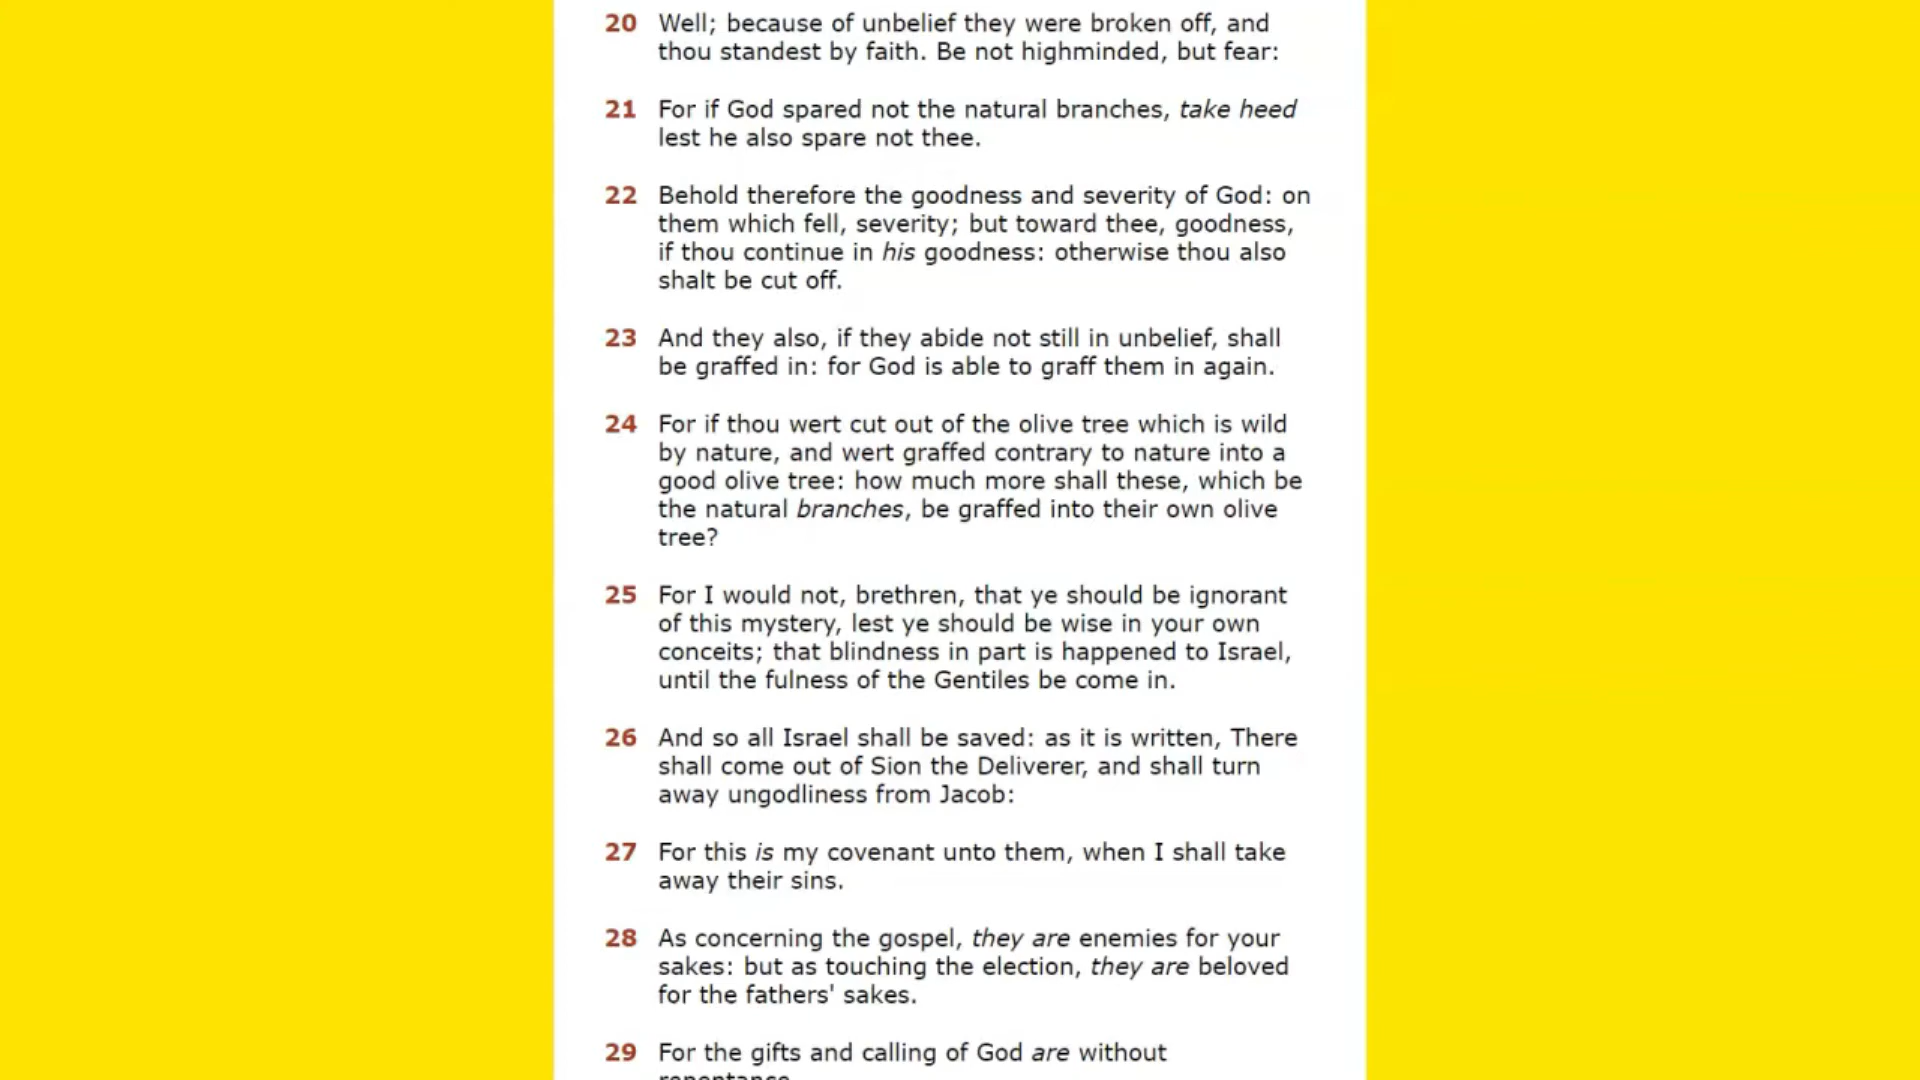 20 Well; because of unbelief they were broken off, and
thou standest by faith. Be not highminded, but fear:
21 For if God spared not the natural branches, take heed
lest he also spare not thee.
22 Behold therefore the goodness and severity of God: on
them which fell, severity; but toward thee, goodness,
if thou continue in his goodness: otherwise thou also
shalt be cut off.
23 And they also, if they abide not still in unbelief, shall
be graffed in: for God is able to graff them in again.
24 For if thou wert cut out of the olive tree which is wild
by nature, and wert graffed contrary to nature into a
good olive tree: how much more shall these, which be
the natural branches, be graffed into their own olive
tree?
25 For I would not, brethren, that ye should be ignorant
of this mystery, lest ye should be wise in your own
conceits; that blindness in part is happened to Israel,
until the fulness of the Gentiles be come in.
26 And so all Israel shall be saved: as it is written, There
shall come out of Sion the Deliverer, and shall turn
away ungodliness from Jacob:
27 For this is my covenant unto them, when I shall take
away their sins.
28 As concerning the gospel, they are enemies for your
sakes: but as touching the election, they are beloved
for the fathers' sakes.
29 For the gifts and calling of God are without